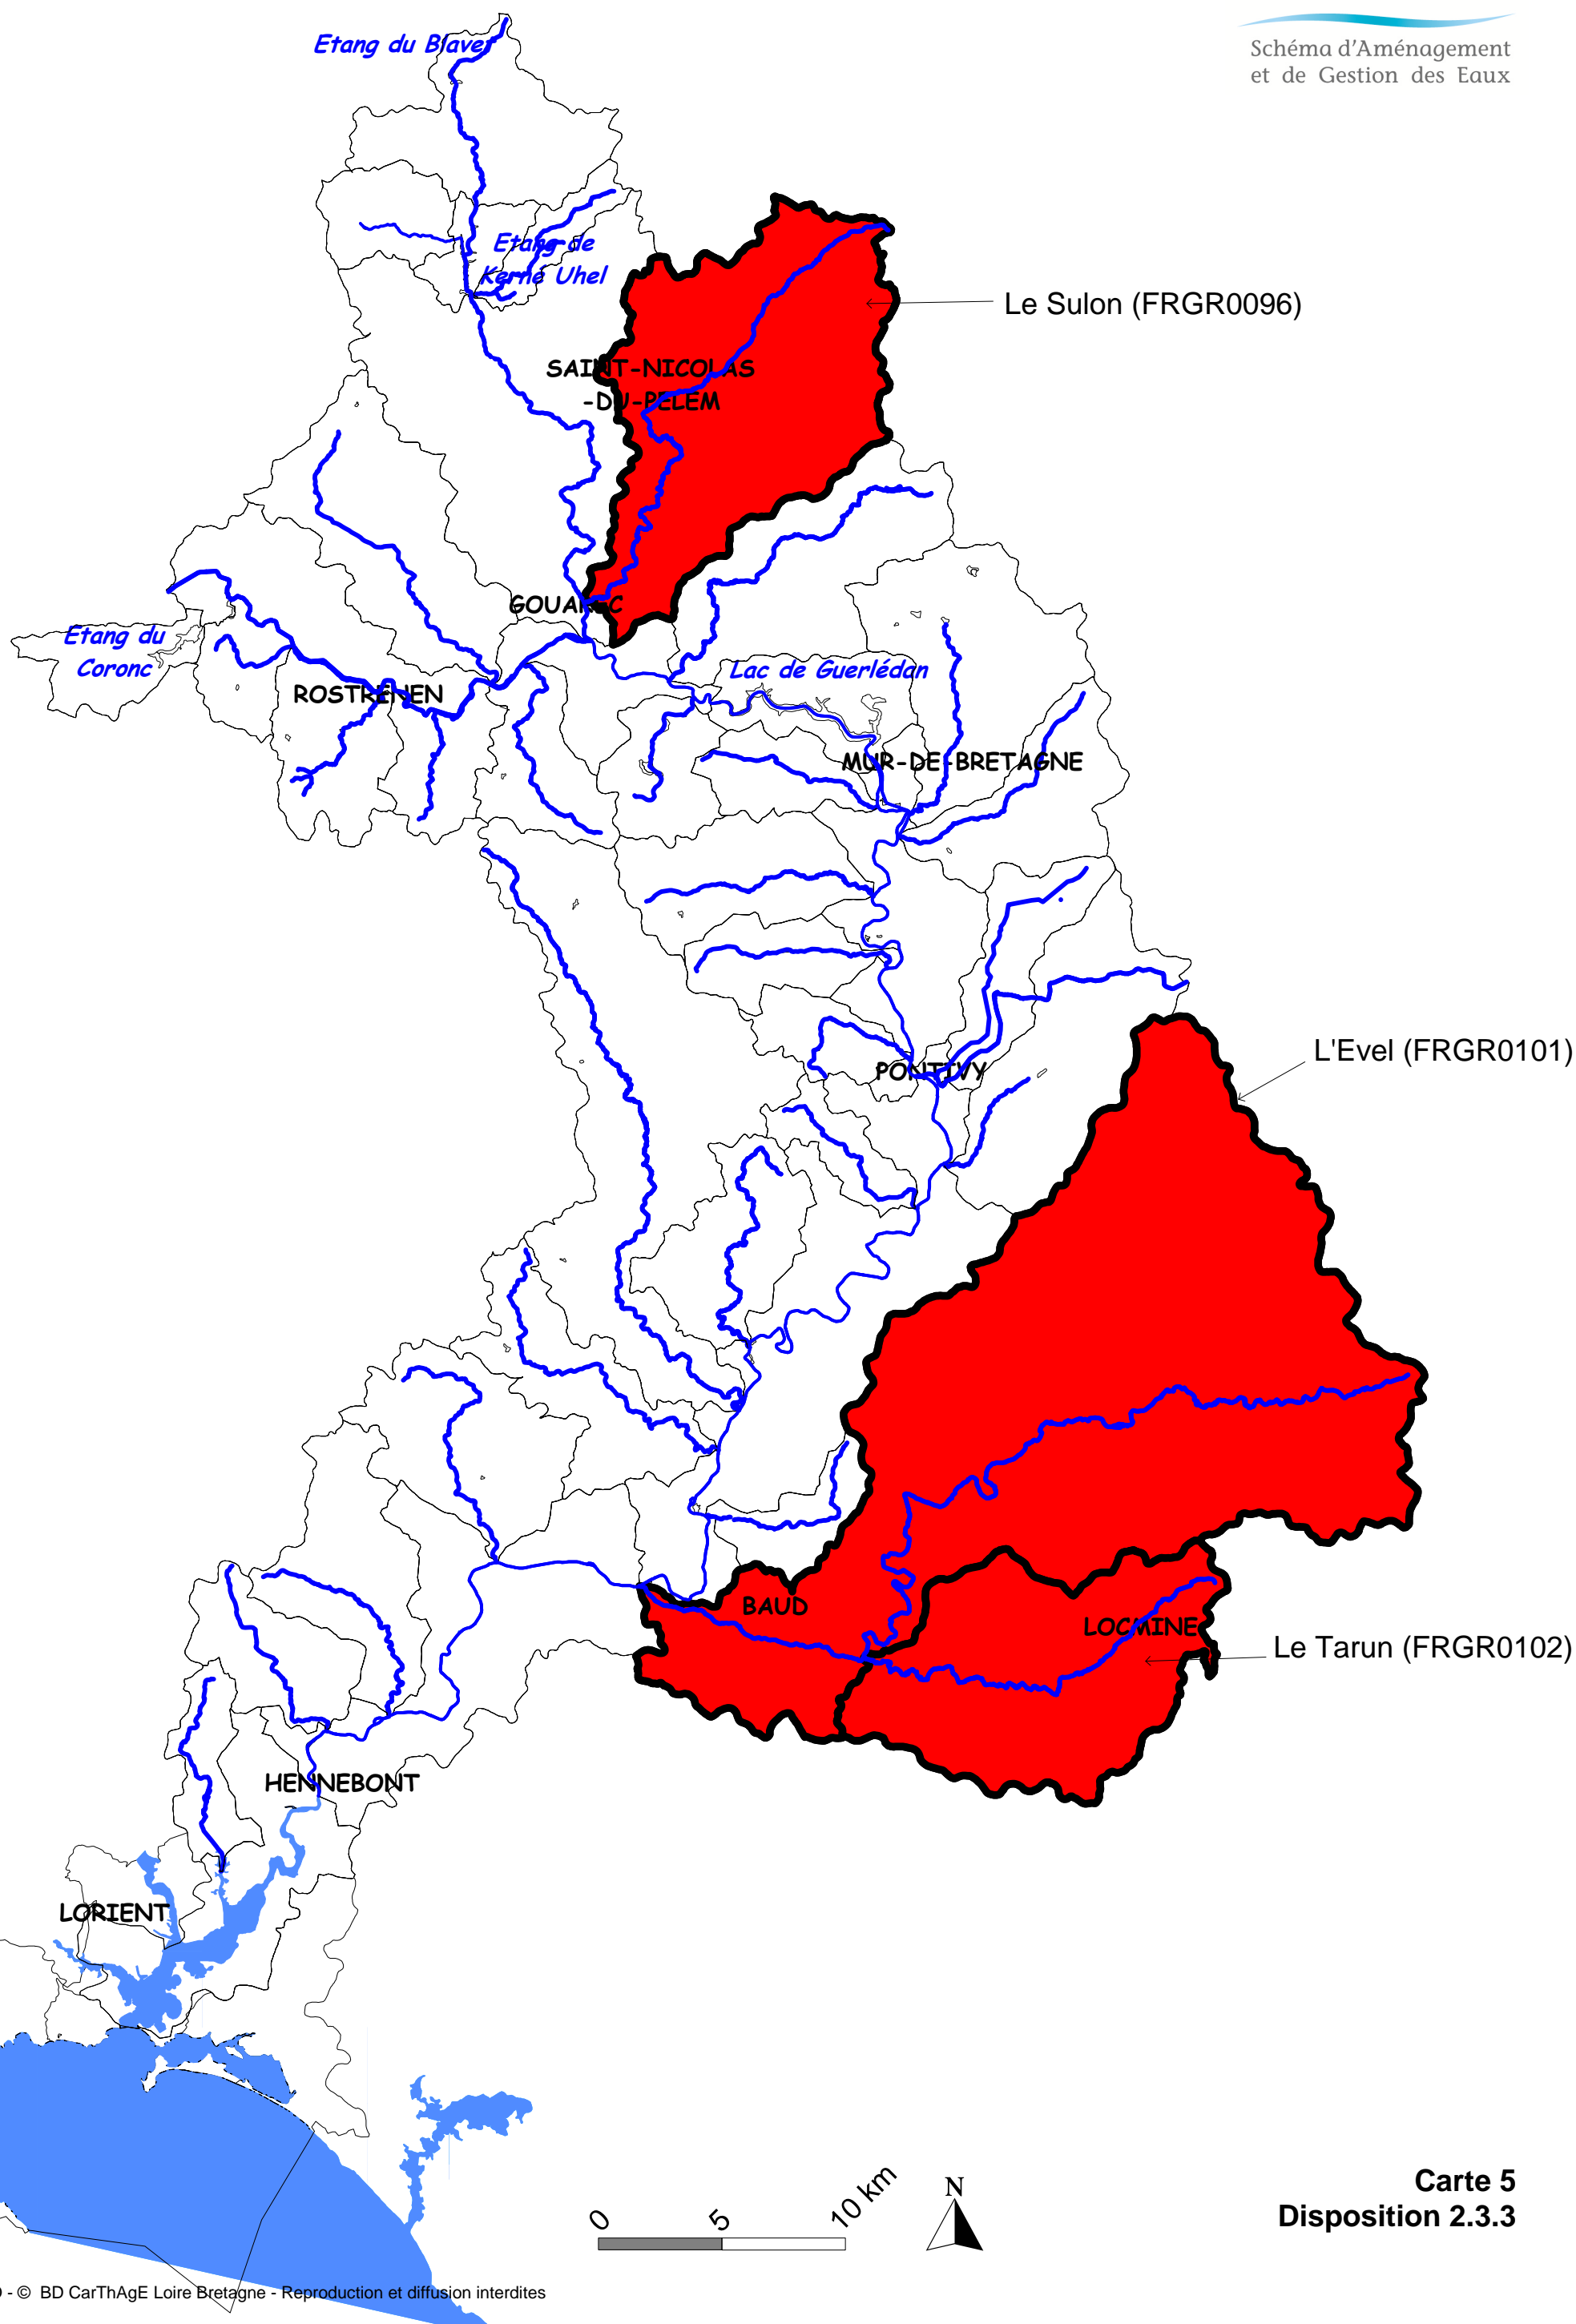 Schéma d'Aménagement
et de Gestion des Eaux
Etang du Blavet
Etang de
Kerné Uhel
Le Sulon (FRGR0096)
SAINT-NICOLAS
-DU-PELEM
GOUAREC
Etang du
Coronc
Lac de Guerlédan
ROSTRENEN
MUR-DE-BRETAGNE
L'Evel (FRGR0101)
PONTIVY
BAUD
LOCMINE
Le Tarun (FRGR0102)
HENNEBONT
LORIENT
0 5 10 km
N
Carte 5
Disposition 2.3.3
- © BD CarThAgE Loire Bretagne - Reproduction et diffusion interdites